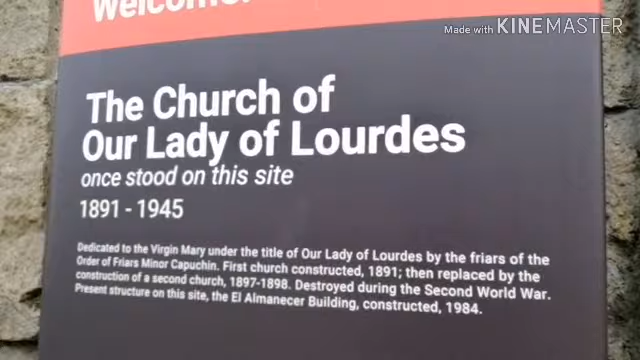 Welcome!
Made with KINEMASTER
The Church of
Our Lady of Lourdes
once stood on this site
1891 - 1945
Dedicated to the Virgin Mary under the title of Our Lady of Lourdes by the friars of the
Order of Friars Minor Capuchin. First church constructed, 1891; then replaced by the
construction of a second church, 1897-1898. Destroyed during the Second World War.
Present structure on this site, the El Almanecer Building, constructed, 1984.